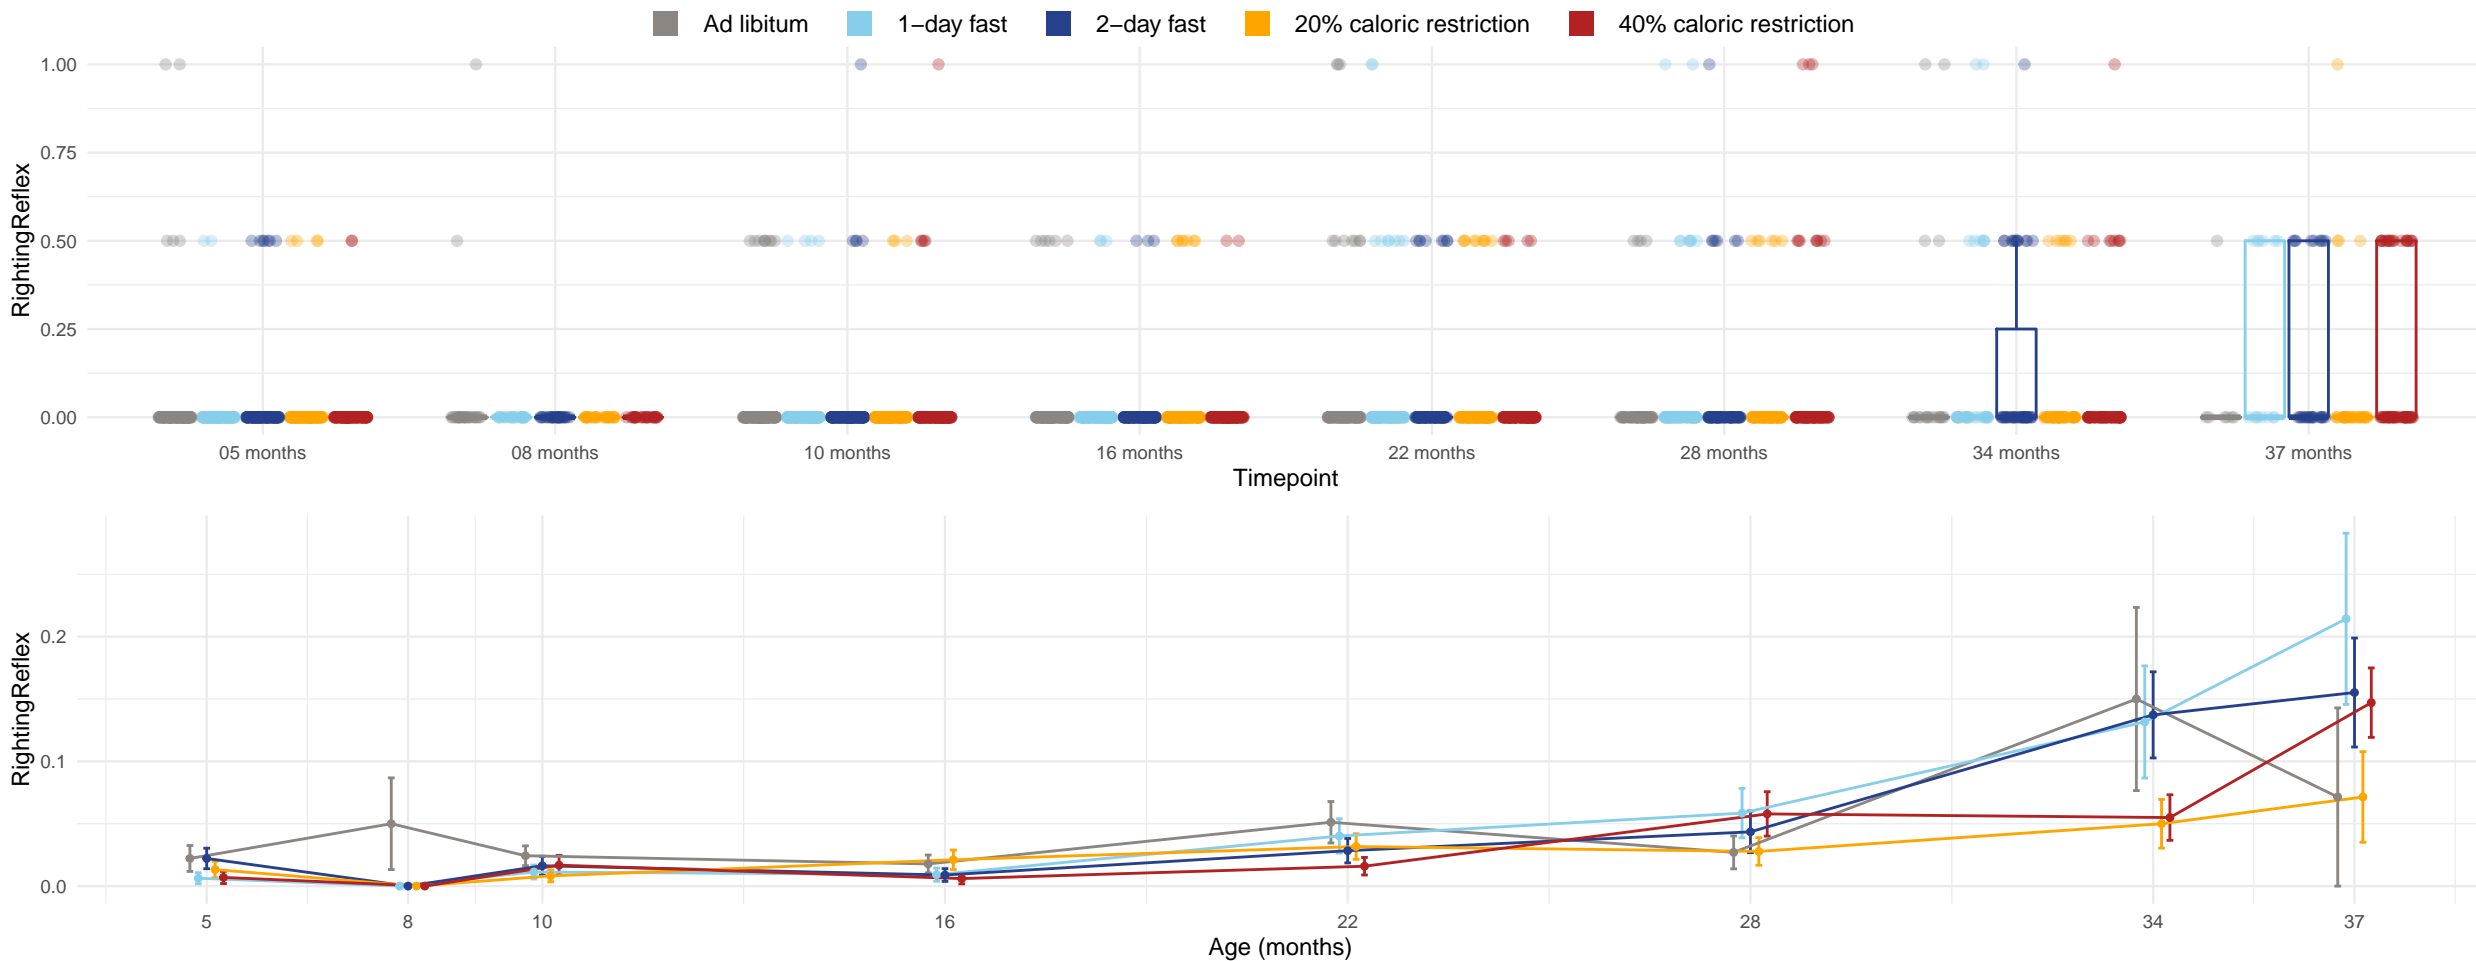 Ad libitum 1−day fast 2−day fast 20% caloric restriction 40% caloric restriction
RightingReflex
1.00
0.75
0.50
0.25
0.00
05 months 08 months 10 months 16 months 22 months 28 months 34 months 37 months
Timepoint
RightingReflex
0.2
0.1
0.0
5 8 10 16 22 28 34 37
Age (months)